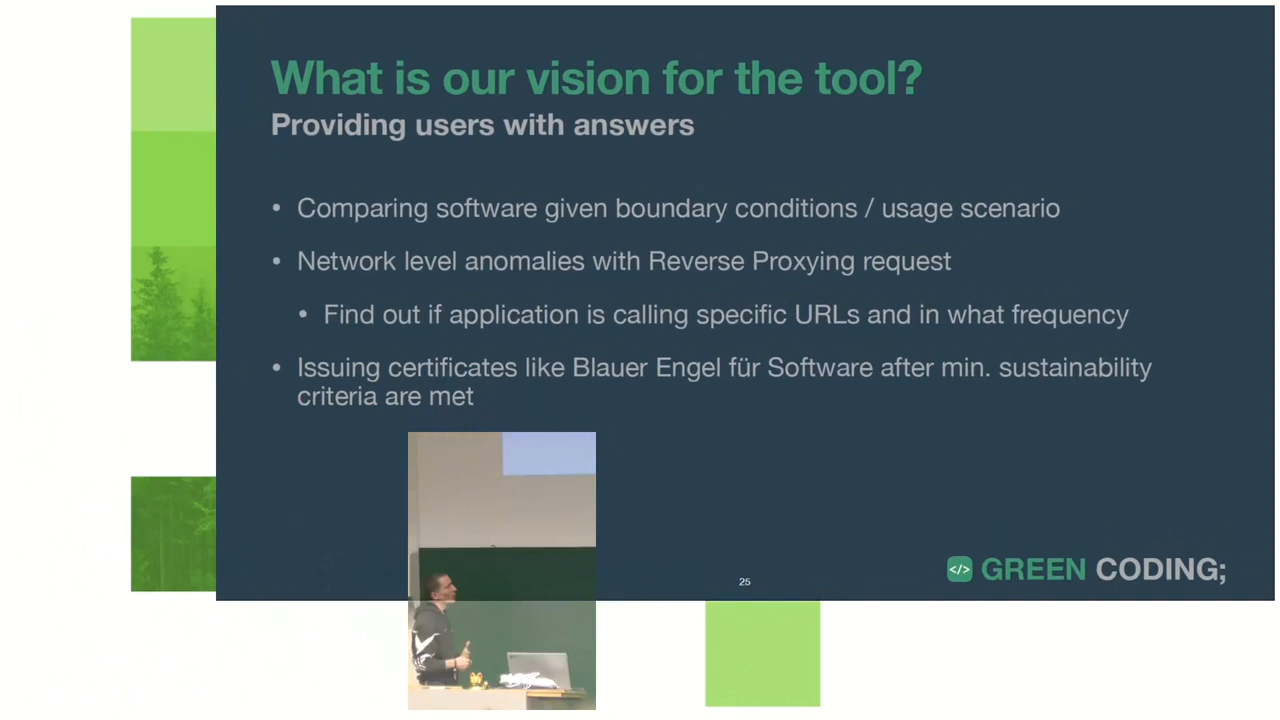 What is our vision for the tool?
Providing users with answers
• Comparing software given boundary conditions / usage scenario
• Network level anomalies with Reverse Proxying request
• Find out if application is calling specific URLs and in what frequency
• Issuing certificates like Blauer Engel für Software after min. sustainability
criteria are met
25
</> GREEN CODING;